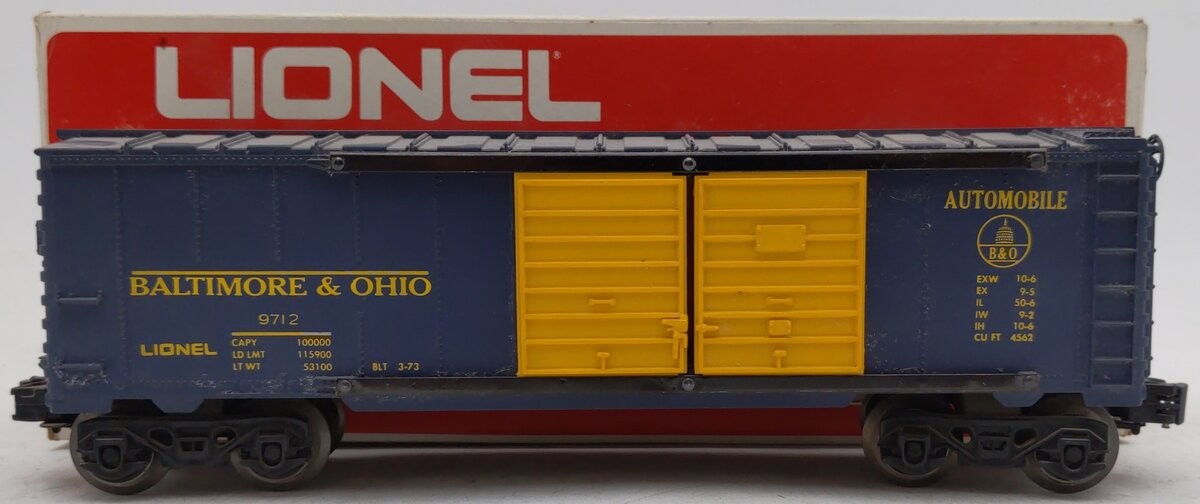 LIONEL®
BALTIMORE & OHIO
9712
LIONEL
CAPY 100000
LD LMT 115900
LT WT 53100
BLT 3-73
AUTOMOBILE
B&O
EXW 10-6
EX 9-5
IL 50-6
IW 9-2
IH 10-6
CU FT 4562